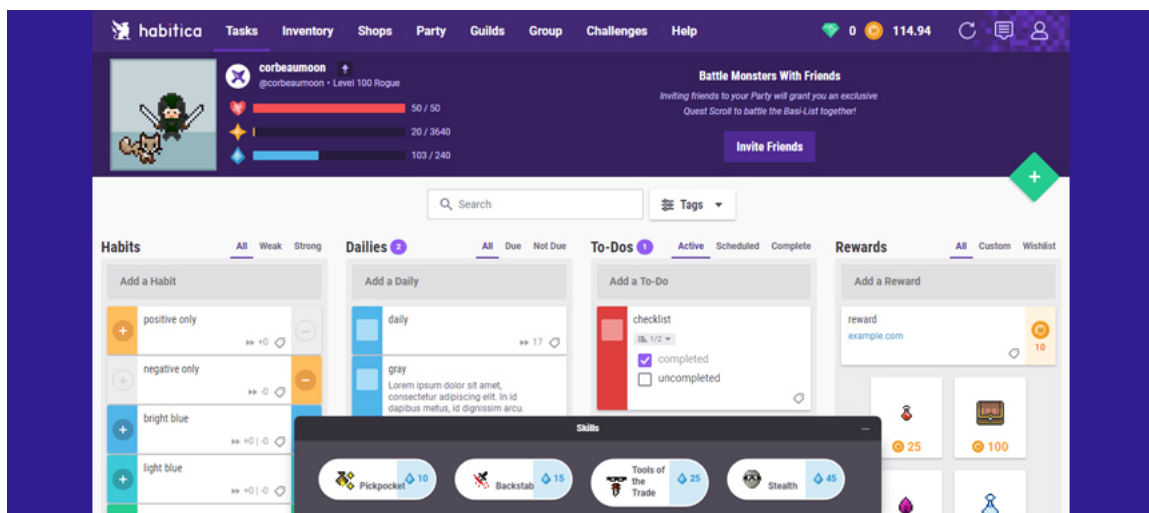 habitica Tasks Inventory Shops Party Guilds Group Challenges Help 0 114.94
corbeaumoon
@corbeaumoon • Level 100 Rogue
50 / 50
20 / 3640
103 / 240
Battle Monsters With Friends
Inviting friends to your Party will grant you an exclusive
Quest Scroll to battle the Basi-List together!
Invite Friends
+
Search
Tags
Habits All Weak Strong
Add a Habit
positive only
+0
negative only
-0
bright blue
+0 | -0
light blue
+0 | -0
Dailies 2 All Due Not Due
Add a Daily
daily
17
gray
Lorem ipsum dolor sit amet,
consectetur adipiscing elit. In id
dapibus metus, id dignissim arcu.
To-Dos 1 Active Scheduled Complete
Add a To-Do
checklist
1/2
completed
uncompleted
Rewards All Custom Wishlist
Add a Reward
reward
example.com
10
25
100
Skills
Pickpocket 10
Backstab 15
Tools of
the
Trade
25
Stealth 45